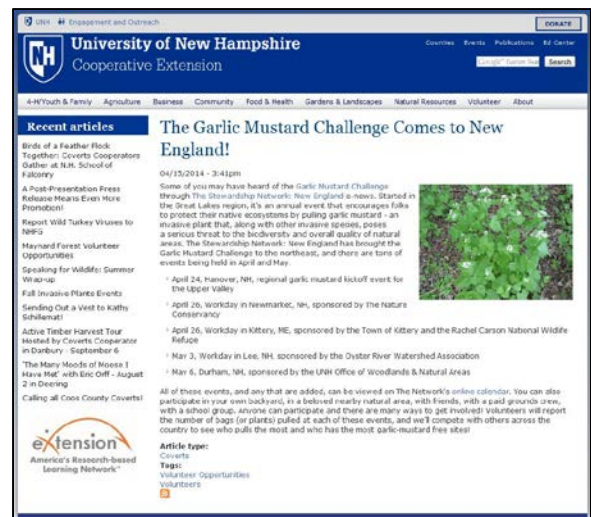 UNH Engagement and Outreach
DONATE
University of New Hampshire
Cooperative Extension
NH
Counties Events Publications Ed Center
Search
4-H/Youth & Family Agriculture Business Community Food & Health Gardens & Landscapes Natural Resources Volunteer About
Recent articles
Birds of a Feather Flock
Together: Coverts Cooperators
Gather at N.H. School of
Falconry
A Post-Presentation Press
Release Means Even More
Promotion!
Report Wild Turkey Viruses to
NHFG
Maynard Forest Volunteer
Opportunities
Speaking for Wildlife: Summer
Wrap-up
Fall Invasive Plants Events
Sending Out a Vest to Kathy
Schillemat!
Active Timber Harvest Tour
Hosted by Coverts Cooperator
in Danbury - September 6
'The Many Moods of Moose I
Have Met' with Eric Orff - August
2 in Deering
Calling all Coos County Coverts!
extension
America's Research-based
Learning Network
The Garlic Mustard Challenge Comes to New
England!
04/15/2014 - 3:41pm
Some of you may have heard of the Garlic Mustard Challenge
through The Stewardship Network: New England e-news. Started in
the Great Lakes region, it's an annual event that encourages folks
to protect their native ecosystems by pulling garlic mustard - an
invasive plant that, along with other invasive species, poses
a serious threat to the biodiversity and overall quality of natural
areas. The Stewardship Network: New England has brought the
Garlic Mustard Challenge to the northeast, and there are tons of
events being held in April and May.
April 24, Hanover, NH, regional garlic mustard kickoff event for
the Upper Valley
April 26, Workday in Newmarket, NH, sponsored by The Nature
Conservancy
April 26, Workday in Kittery, ME, sponsored by the Town of Kittery and the Rachel Carson National Wildlife
Refuge
May 3, Workday in Lee, NH, sponsored by the Oyster River Watershed Association
May 6, Durham, NH, sponsored by the UNH Office of Woodlands & Natural Areas
All of these events, and any that are added, can be viewed on The Network's online calendar. You can also
participate in your own backyard, in a beloved nearby natural area, with friends, with a paid grounds crew,
with a school group. Anyone can participate and there are many ways to get involved! Volunteers will report
the number of bags (or plants) pulled at each of these events, and we'll compete with others across the
country to see who pulls the most and who has the most garlic-mustard free sites!
Article type:
Coverts
Tags:
Volunteer Opportunities
Volunteers